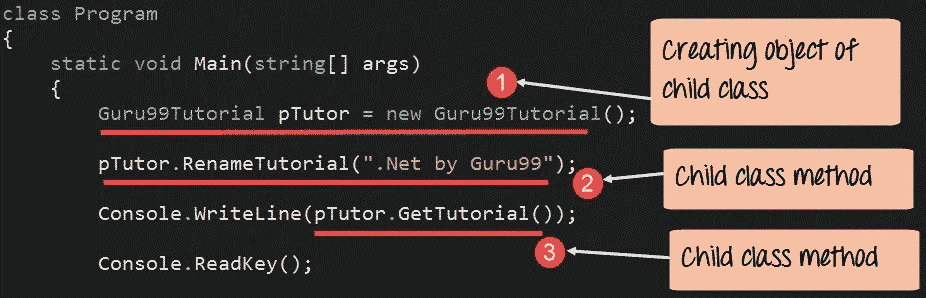 class Program
{
static void Main(string[] args)
{
Guru99Tutorial pTutor = new Guru99Tutorial();
pTutor.RenameTutorial(".Net by Guru99");
Console.WriteLine(pTutor.GetTutorial());
Console.ReadKey();
1
Creating object of
child class
2
Child class method
3
Child class method